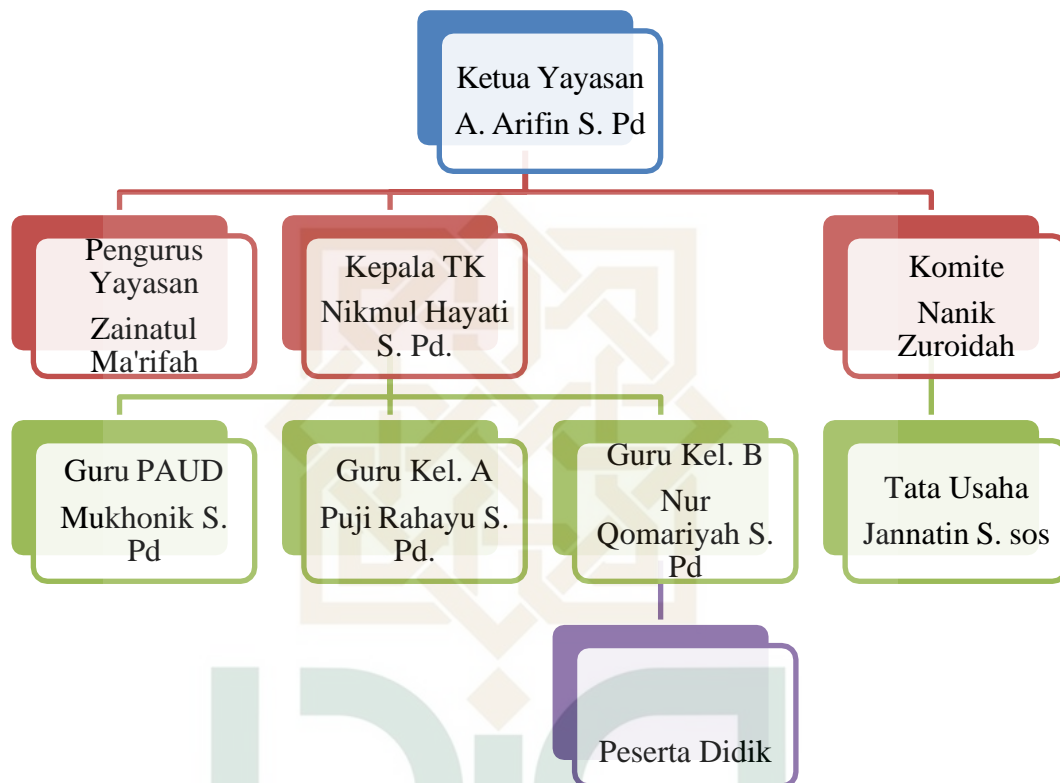 Ketua Yayasan
A. Arifin S. Pd
Pengurus
Yayasan
Zainatul
Ma'rifah
Kepala TK
Nikmul Hayati
S. Pd.
Komite
Nanik
Zuroidah
Guru PAUD
Mukhonik S.
Pd
Guru Kel. A
Puji Rahayu S.
Pd.
Guru Kel. B
Nur
Qomariyah S.
Pd
Tata Usaha
Jannatin S. sos
Peserta Didik